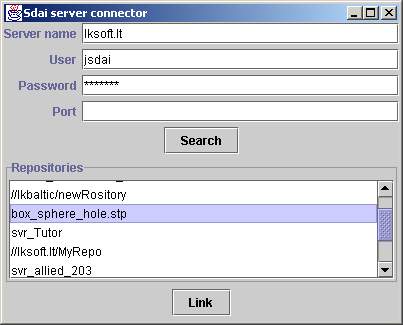 Sdai server connector
Server name lksoft.lt
User jsdai
Password *******
Port
Search
Repositories
//lkbaltic/newRository
box_sphere_hole.stp
svr_Tutor
//lksoft.lt/MyRepo
svr_allied_203
Link